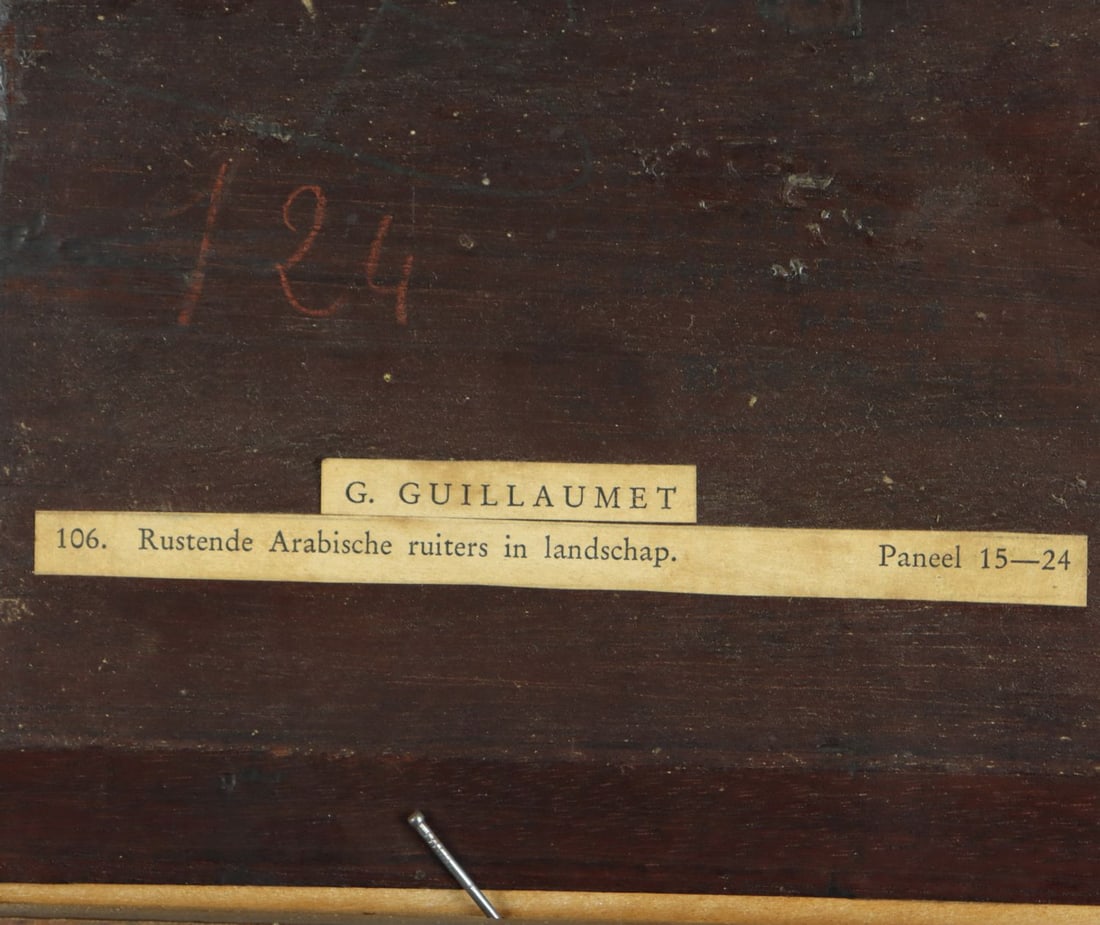 124
G. GUILLAUMET
106. Rustende Arabische ruiters in landschap. Paneel 15—24